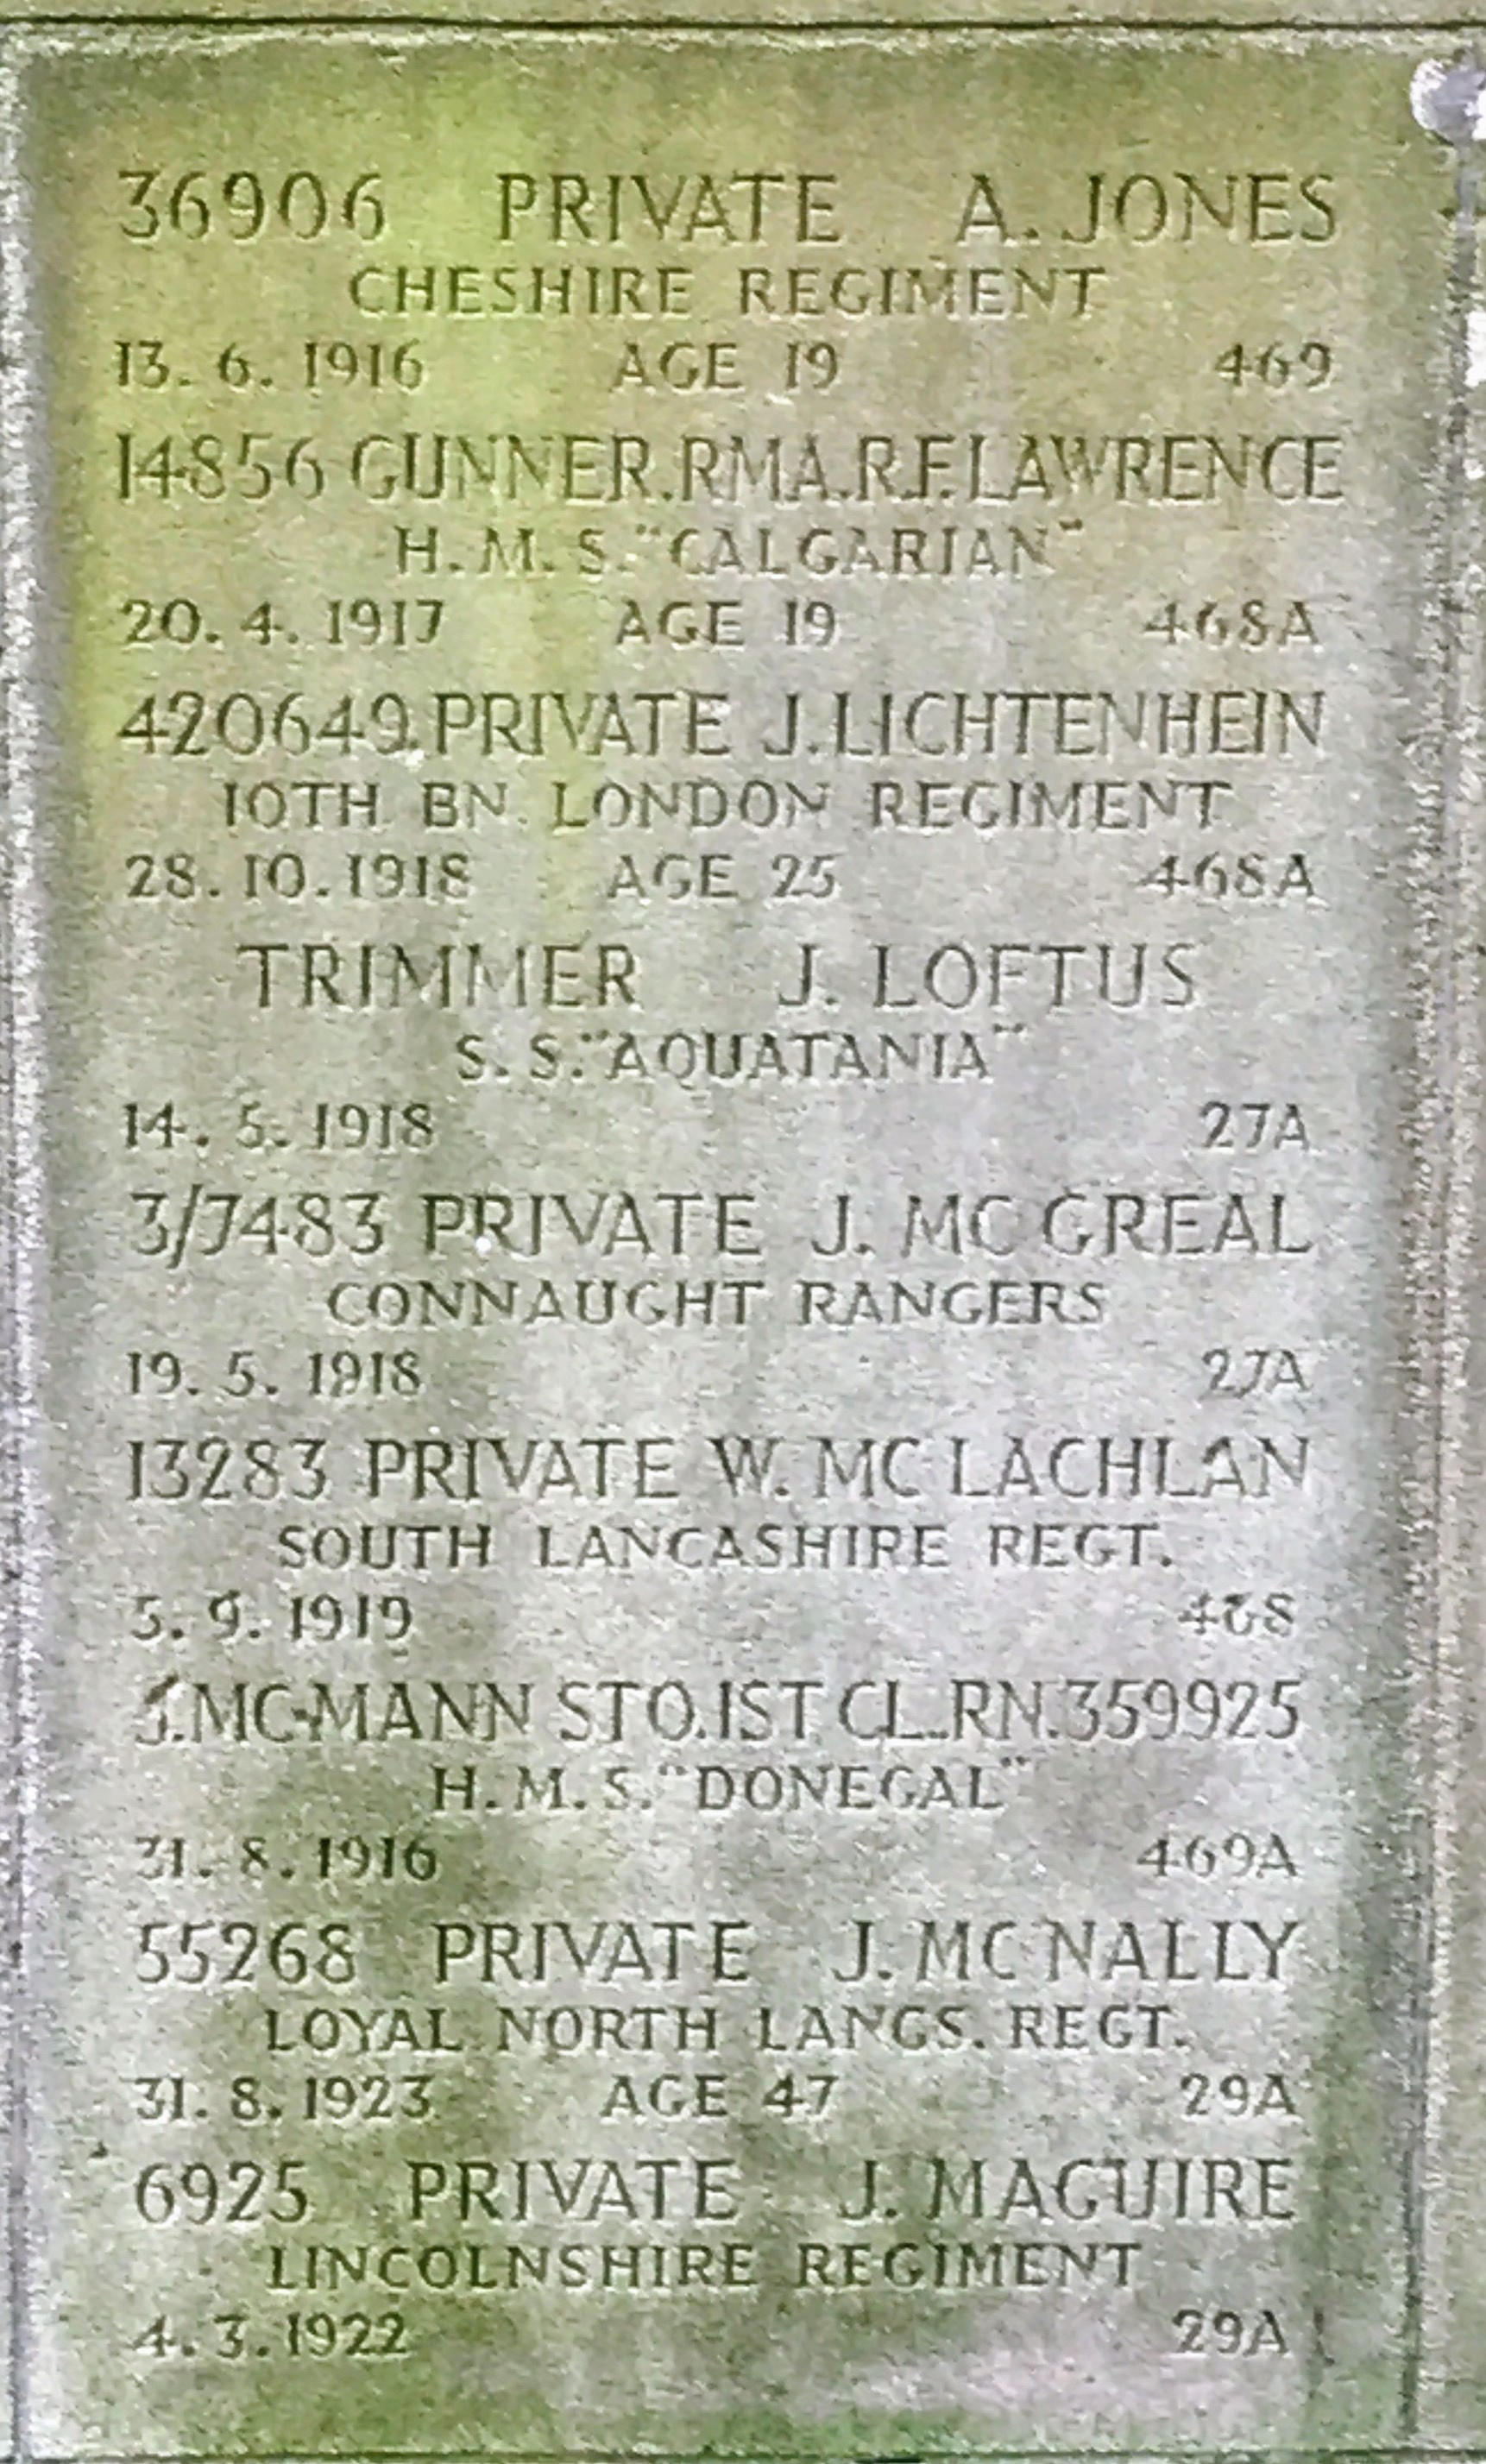 36906 PRIVATE A. JONES
CHESHIRE REGIMENT
13. 6. 1916 AGE 19 469
14856 GUNNER.RMA.R.F.LAWRENCE
H. M. S. "CALGARIAN"
20. 4. 1917 AGE 19 468A
420649 PRIVATE J. LICHTENHEIN
10TH BN. LONDON REGIMENT
28. 10. 1918 AGE 25 468A
TRIMMER J. LOFTUS
S. S. "AQUATANIA"
14. 5. 1918 27A
3/7483 PRIVATE J. MC GREAL
CONNAUGHT RANGERS
19. 5. 1918 27A
13283 PRIVATE W. MC LACHLAN
SOUTH LANCASHIRE REGT.
5. 9. 1919 468
J. MC MANN STO. 1ST CL. RN. 359925
H. M. S. "DONEGAL"
31. 8. 1916 469A
55268 PRIVATE J. MC NALLY
LOYAL NORTH LANCS. REGT.
31. 8. 1923 AGE 47 29A
6925 PRIVATE J. MAGUIRE
LINCOLNSHIRE REGIMENT
4. 3. 1922 29A